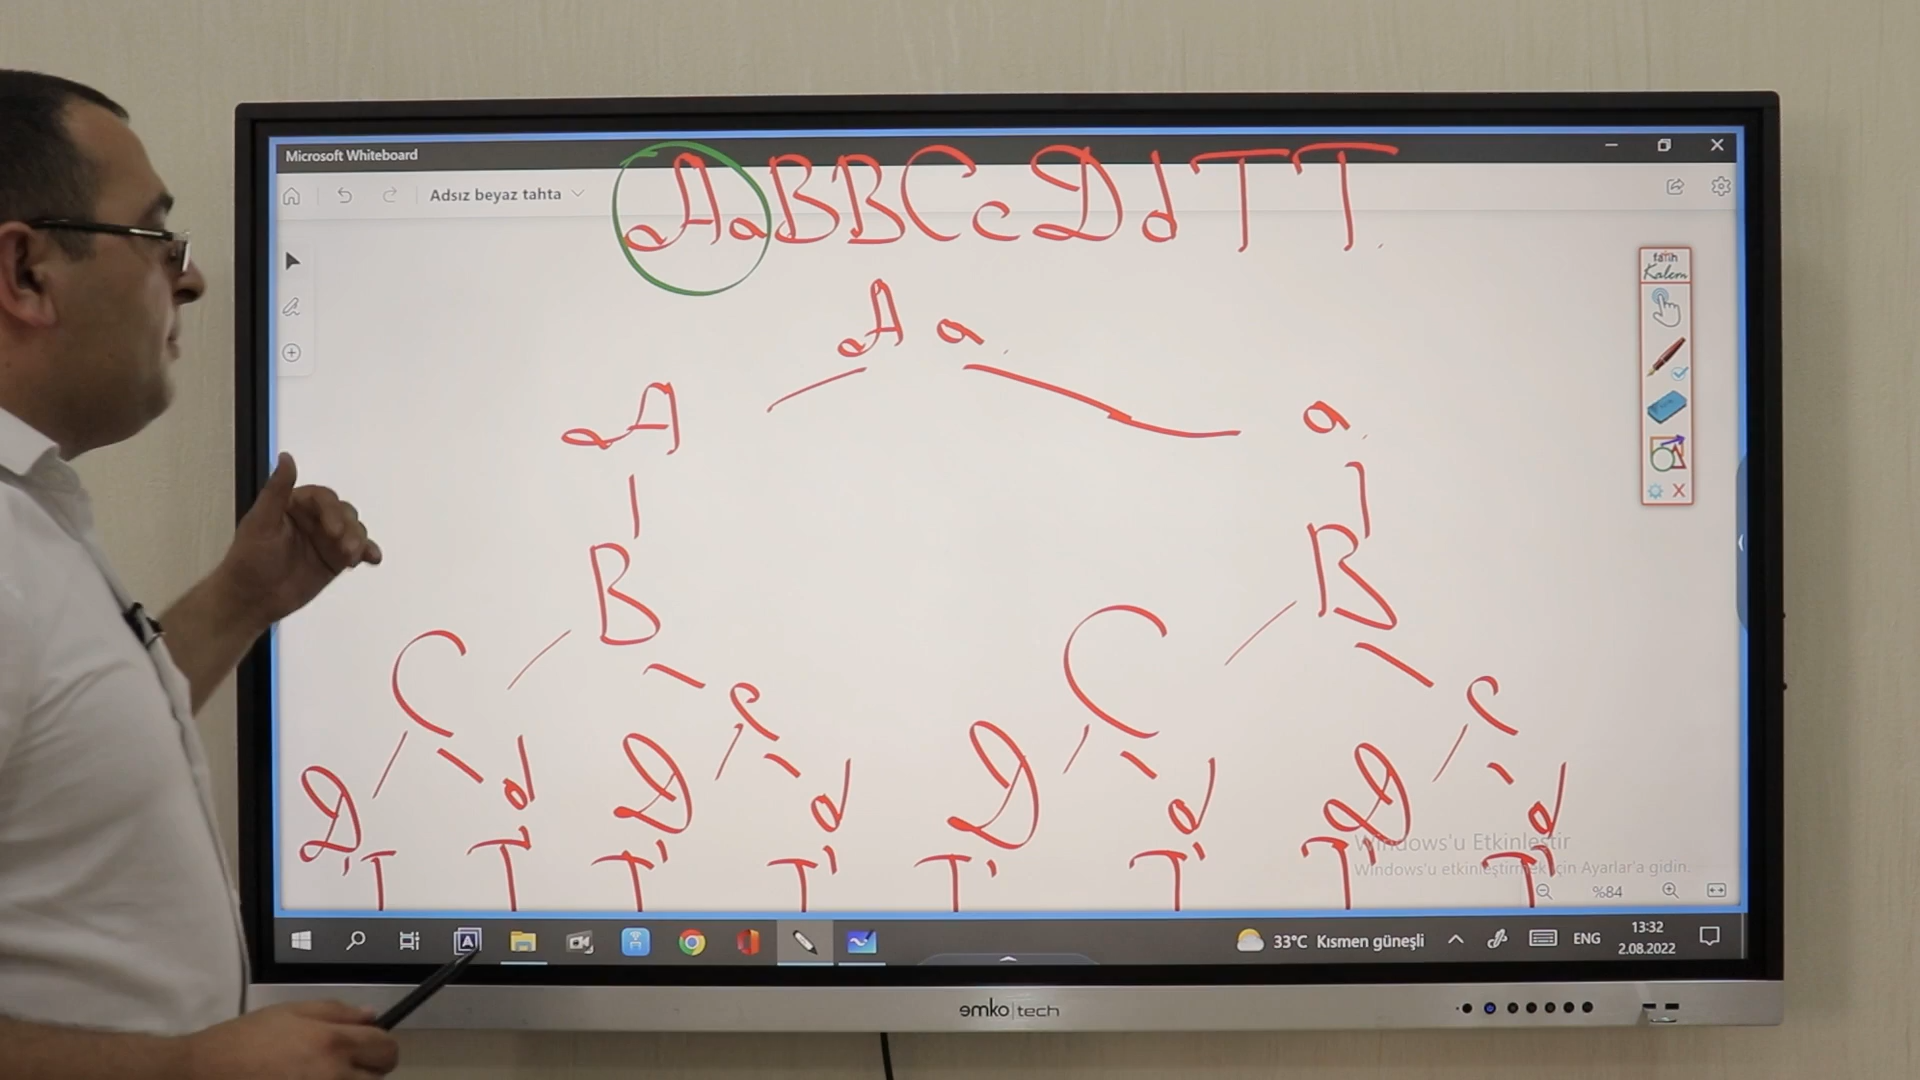 Microsoft Whiteboard
Adsız beyaz tahta
AaBBCcDdTT
fatih
Kalem
A a
A a
B B
C c C c
D d D d D d D d
T T T T T T T T
Windows'u Etkinleştir
Windows'u etkinleştirmek için Ayarlar'a gidin.
%84
33°C Kısmen güneşli
ENG
13:32
2.08.2022
emko|tech